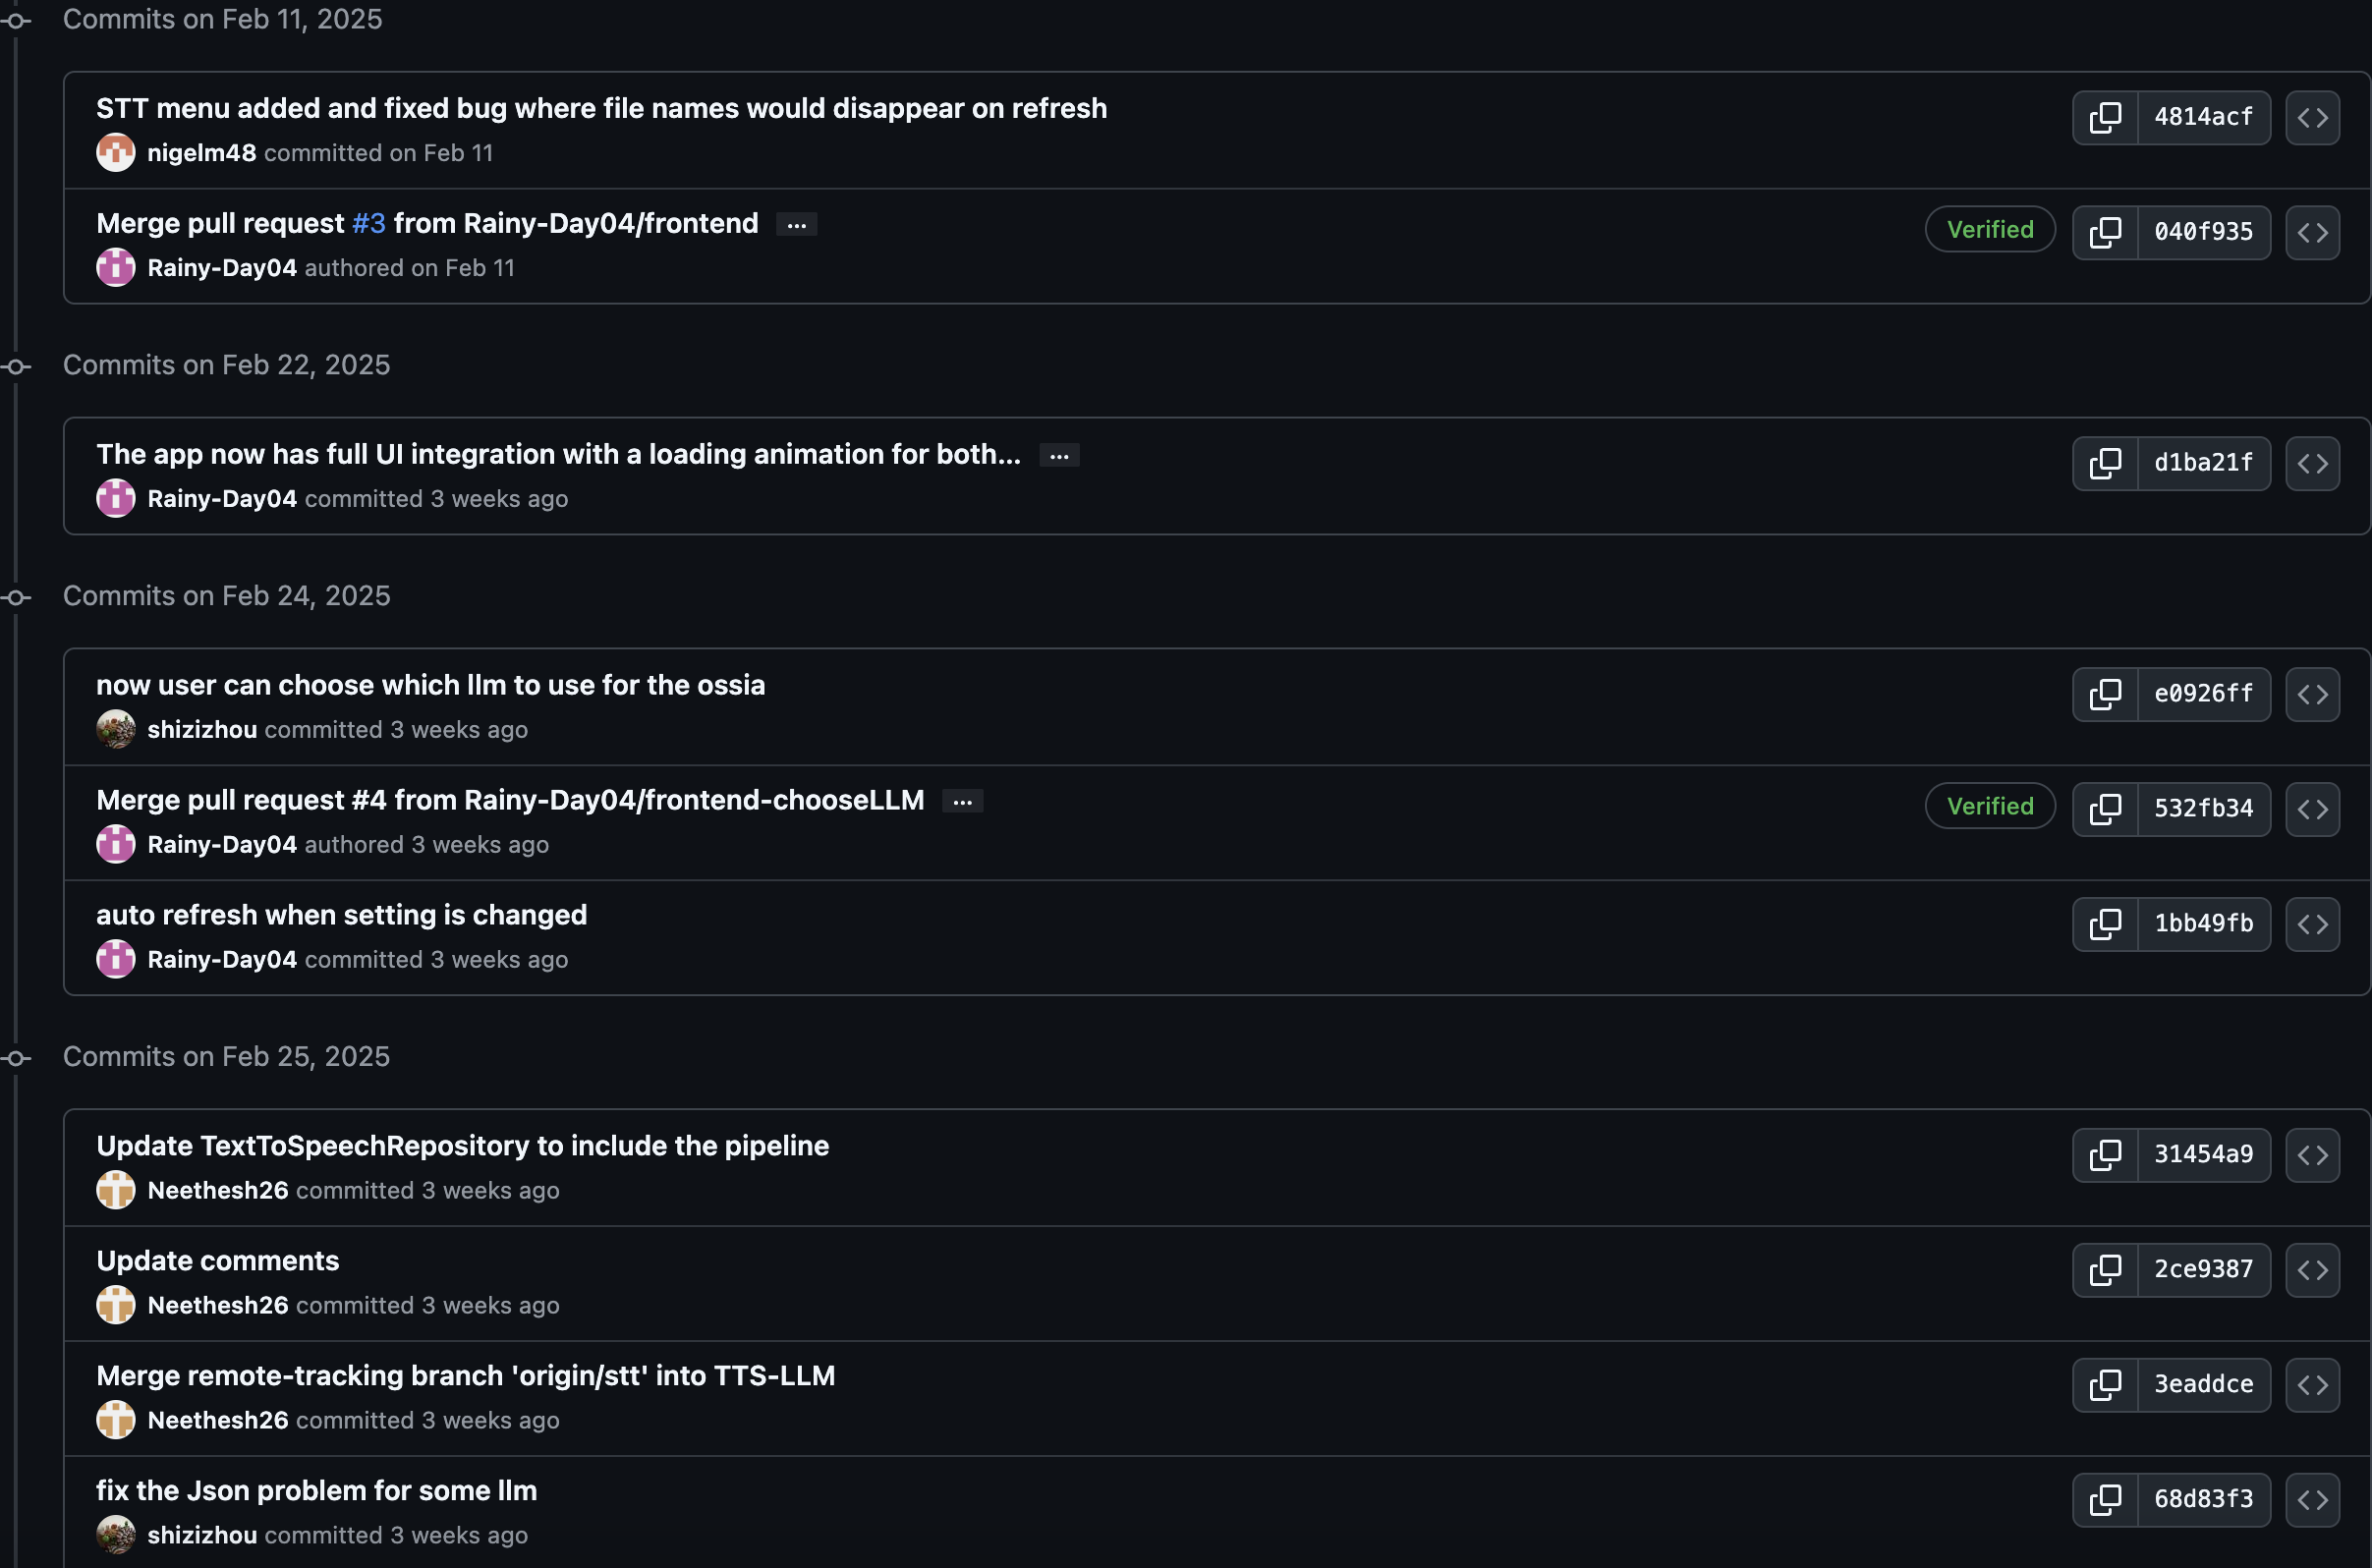 Commits on Feb 11, 2025
STT menu added and fixed bug where file names would disappear on refresh
4814acf
nigelm48 committed on Feb 11
Merge pull request #3 from Rainy-Day04/frontend ...
Verified
040f935
Rainy-Day04 authored on Feb 11
Commits on Feb 22, 2025
The app now has full UI integration with a loading animation for both... ...
d1ba21f
Rainy-Day04 committed 3 weeks ago
Commits on Feb 24, 2025
now user can choose which llm to use for the ossia
e0926ff
shizizhou committed 3 weeks ago
Merge pull request #4 from Rainy-Day04/frontend-chooseLLM ...
Verified
532fb34
Rainy-Day04 authored 3 weeks ago
auto refresh when setting is changed
1bb49fb
Rainy-Day04 committed 3 weeks ago
Commits on Feb 25, 2025
Update TextToSpeechRepository to include the pipeline
31454a9
Neethesh26 committed 3 weeks ago
Update comments
2ce9387
Neethesh26 committed 3 weeks ago
Merge remote-tracking branch 'origin/stt' into TTS-LLM
3eaddce
Neethesh26 committed 3 weeks ago
fix the Json problem for some llm
68d83f3
shizizhou committed 3 weeks ago